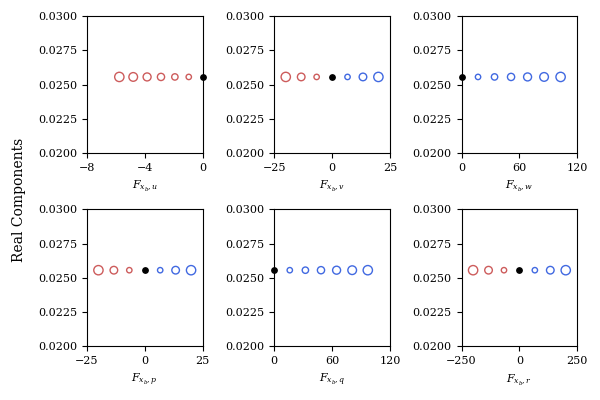 0.0300 0.0300 0.0300
0.0275 0.0275 0.0275
0.0250 0.0250 0.0250
0.0225 0.0225 0.0225
0.0200 0.0200 0.0200
−8 −4 0 −25 0 25 0 60 120
F_{x_b,u} F_{x_b,v} F_{x_b,w}
Real Components
0.0300 0.0300 0.0300
0.0275 0.0275 0.0275
0.0250 0.0250 0.0250
0.0225 0.0225 0.0225
0.0200 0.0200 0.0200
−25 0 25 0 60 120 −250 0 250
F_{x_b,p} F_{x_b,q} F_{x_b,r}